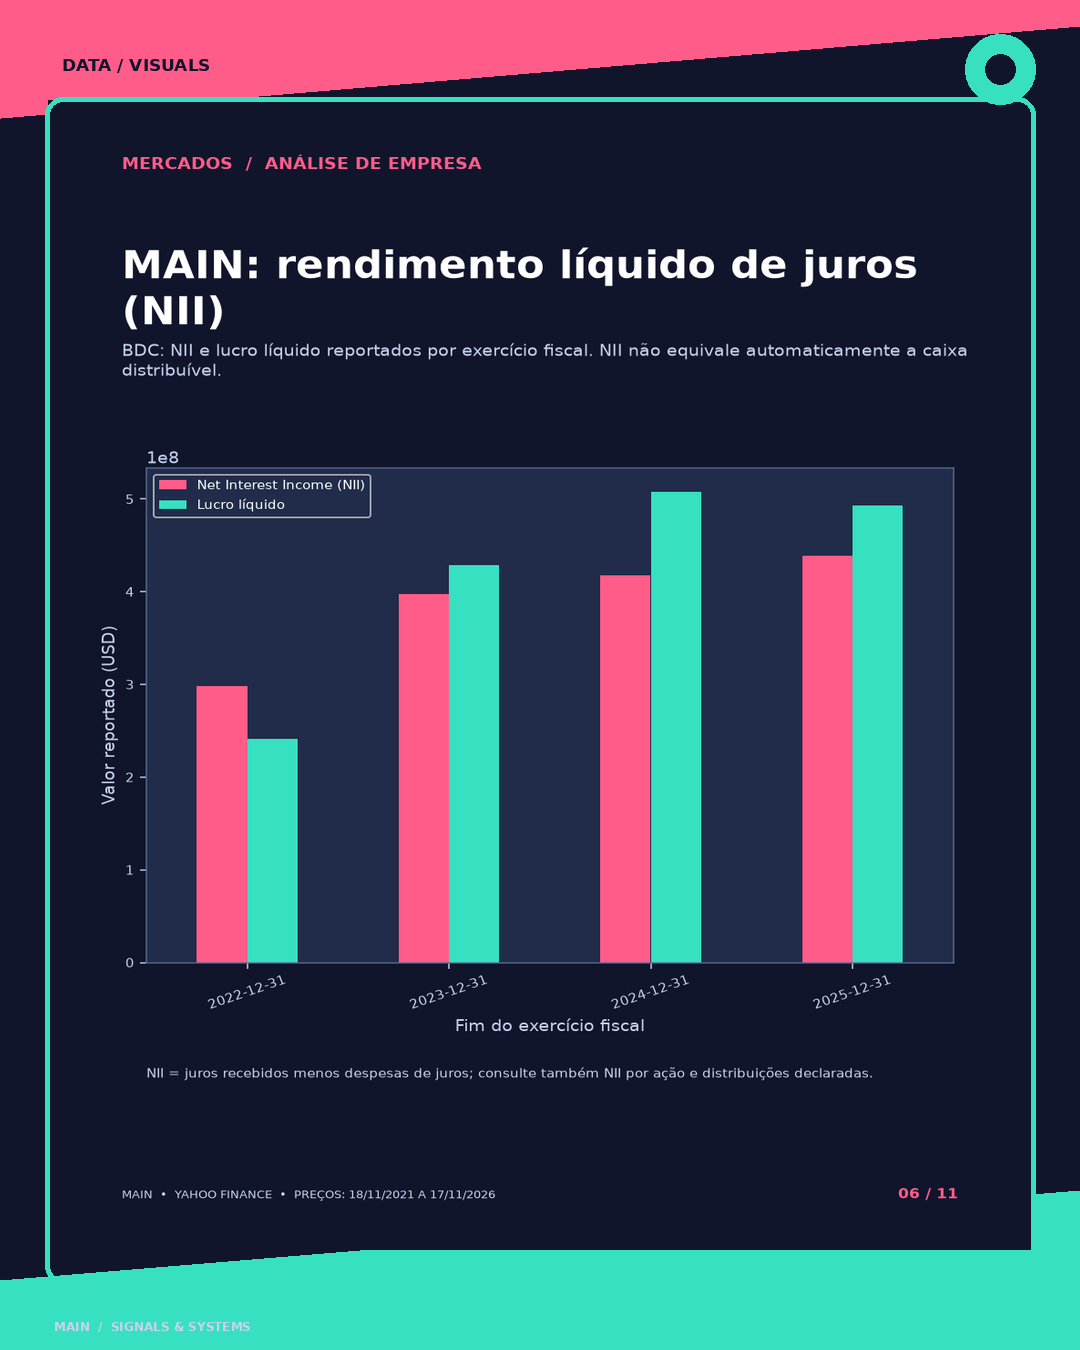 DATA / VISUALS
MERCADOS / ANÁLISE DE EMPRESA
MAIN: rendimento líquido de juros
(NII)
BDC: NII e lucro líquido reportados por exercício fiscal. NII não equivale automaticamente a caixa
distribuível.
1e8
Net Interest Income (NII)
Lucro líquido
5
4
3
2
1
0
Valor reportado (USD)
2022-12-31
2023-12-31
2024-12-31
2025-12-31
Fim do exercício fiscal
NII = juros recebidos menos despesas de juros; consulte também NII por ação e distribuições declaradas.
MAIN • YAHOO FINANCE • PREÇOS: 18/11/2021 A 17/11/2026
06 / 11
MAIN / SIGNALS & SYSTEMS